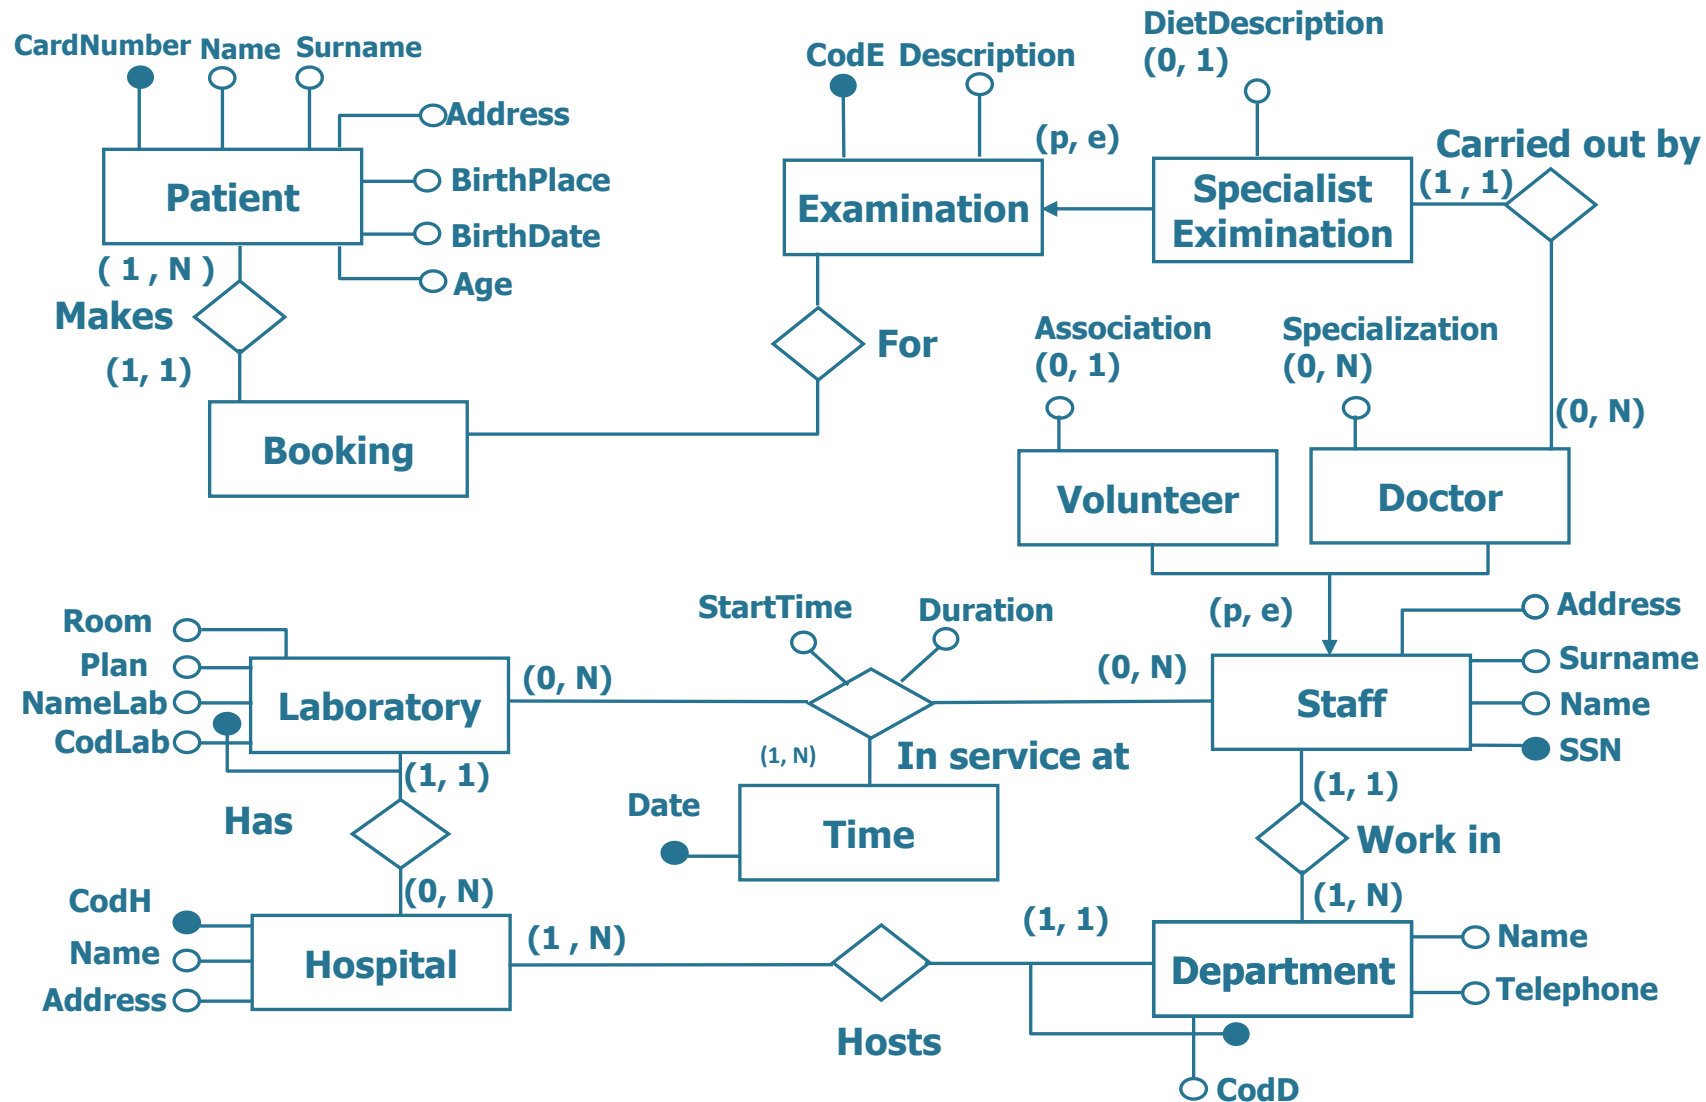 CardNumber
Name
Surname
Address
Patient
BirthPlace
BirthDate
( 1 , N )
Age
Makes
(1, 1)
Booking
CodE
Description
DietDescription
(0, 1)
(p, e)
Examination
Specialist
Eximination
Carried out by
(1 , 1)
For
Association
(0, 1)
Specialization
(0, N)
(0, N)
Volunteer
Doctor
Room
Plan
NameLab
CodLab
Laboratory
(0, N)
StartTime
Duration
(p, e)
(0, N)
Address
Surname
Name
SSN
Staff
(1, 1)
Has
(1, N)
In service at
Date
Time
(1, 1)
Work in
(0, N)
(1, N)
CodH
Name
Address
Hospital
(1 , N)
(1, 1)
Hosts
Department
Name
Telephone
CodD